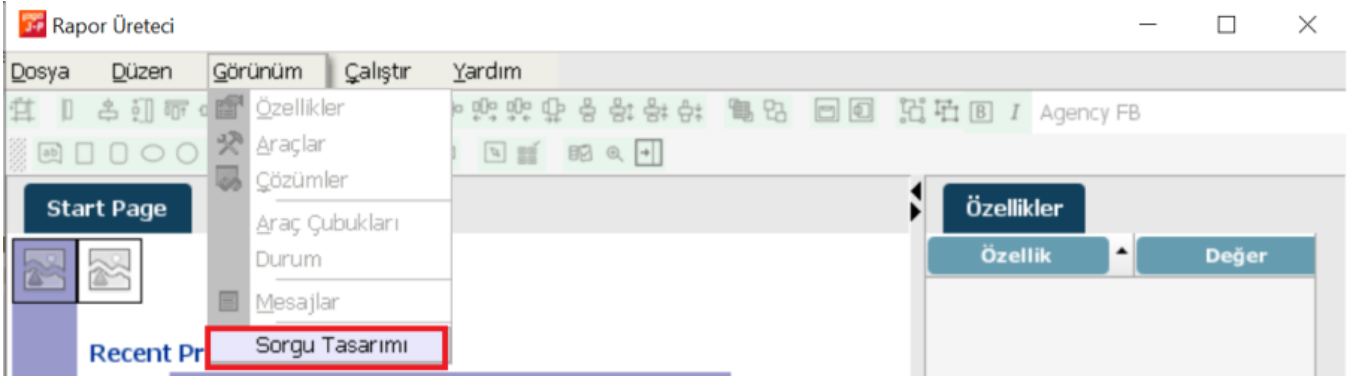 Rapor Üreteci
Dosya Düzen Görünüm Çalıştır Yardım
Özellikler
B I Agency FB
Araçlar
Çözümler
Start Page
Özellikler
Araç Çubukları
Özellik Değer
Durum
Mesajlar
Sorgu Tasarımı
Recent Pr